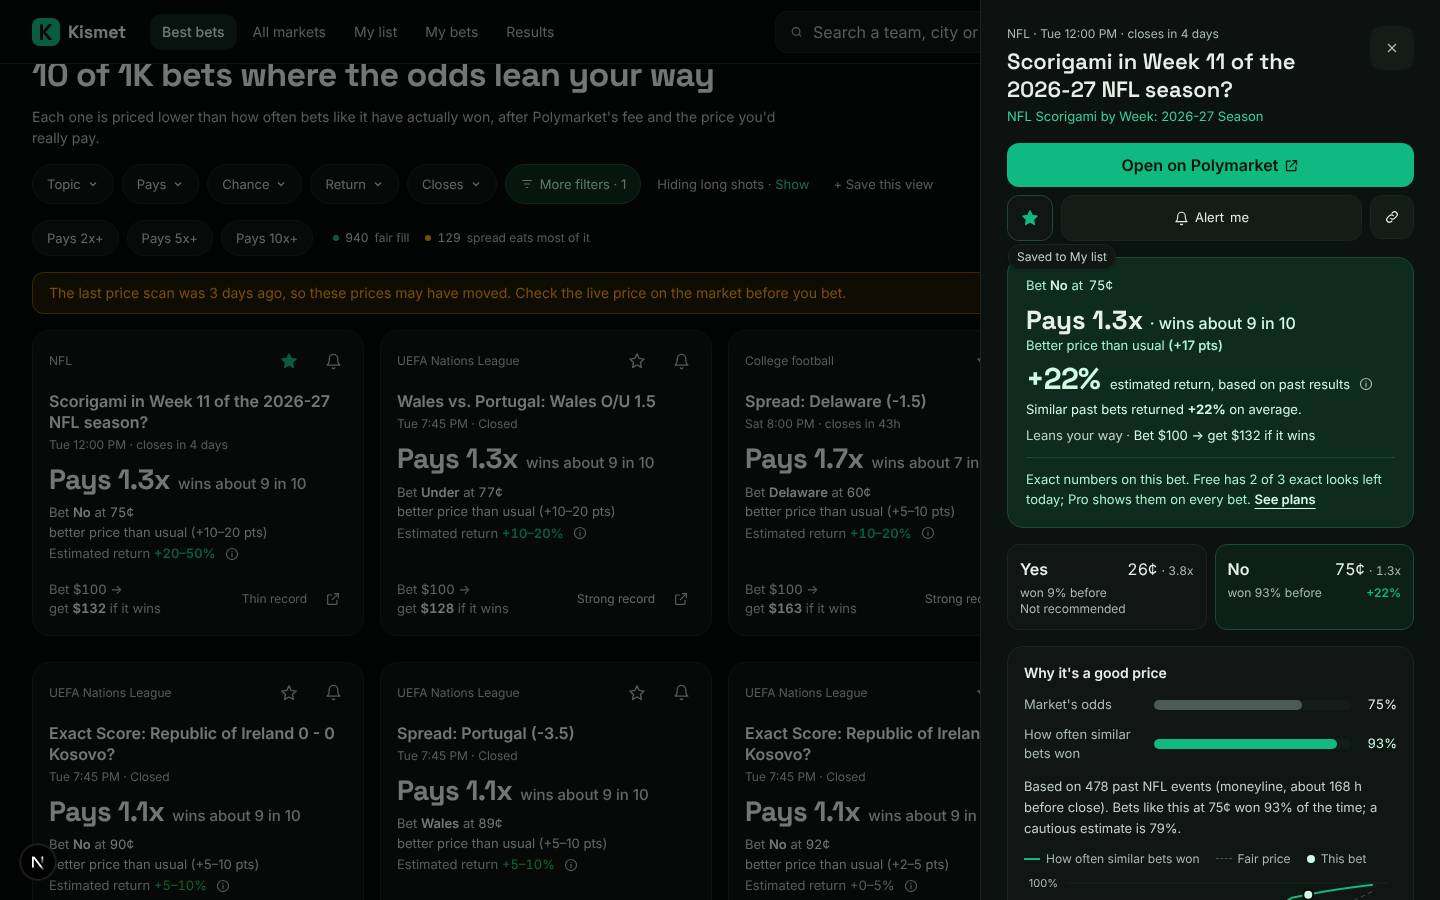 Kismet
Best bets
All markets
My list
My bets
Results
Search a team, city or
10 of 1K bets where the odds lean your way
Each one is priced lower than how often bets like it have actually won, after Polymarket's fee and the price you'd
really pay.
Topic
Pays
Chance
Return
Closes
More filters · 1
Hiding long shots · Show
+ Save this view
Pays 2x+
Pays 5x+
Pays 10x+
940 fair fill
129 spread eats most of it
The last price scan was 3 days ago, so these prices may have moved. Check the live price on the market before you bet.
NFL
Scorigami in Week 11 of the 2026-27
NFL season?
Tue 12:00 PM · closes in 4 days
Pays 1.3x wins about 9 in 10
Bet No at 75¢
better price than usual (+10–20 pts)
Estimated return +20–50%
Bet $100 →
get $132 if it wins
Thin record
UEFA Nations League
Wales vs. Portugal: Wales O/U 1.5
Tue 7:45 PM · Closed
Pays 1.3x wins about 9 in 10
Bet Under at 77¢
better price than usual (+10–20 pts)
Estimated return +10–20%
Bet $100 →
get $128 if it wins
Strong record
College football
Spread: Delaware (-1.5)
Sat 8:00 PM · closes in 43h
Pays 1.7x wins about 7 in
Bet Delaware at 60¢
better price than usual (+5–10 pts)
Estimated return +10–20%
Bet $100 →
get $163 if it wins
Strong rec
UEFA Nations League
Exact Score: Republic of Ireland 0 - 0
Kosovo?
Tue 7:45 PM · Closed
Pays 1.1x wins about 9 in 10
Bet No at 90¢
better price than usual (+5–10 pts)
Estimated return +5–10%
UEFA Nations League
Spread: Portugal (-3.5)
Tue 7:45 PM · Closed
Pays 1.1x wins about 9 in 10
Bet Wales at 89¢
better price than usual (+5–10 pts)
Estimated return +5–10%
UEFA Nations League
Exact Score: Republic of Irelan
Kosovo?
Tue 7:45 PM · Closed
Pays 1.1x wins about 9 in
Bet No at 92¢
better price than usual (+2–5 pts)
Estimated return +0–5%
NFL · Tue 12:00 PM · closes in 4 days
Scorigami in Week 11 of the
2026-27 NFL season?
NFL Scorigami by Week: 2026-27 Season
Open on Polymarket
Alert me
Saved to My list
Bet No at 75¢
Pays 1.3x · wins about 9 in 10
Better price than usual (+17 pts)
+22% estimated return, based on past results
Similar past bets returned +22% on average.
Leans your way · Bet $100 → get $132 if it wins
Exact numbers on this bet. Free has 2 of 3 exact looks left
today; Pro shows them on every bet. See plans
Yes 26¢ · 3.8x
won 9% before
Not recommended
No 75¢ · 1.3x
won 93% before +22%
Why it's a good price
Market's odds 75%
How often similar
bets won 93%
Based on 478 past NFL events (moneyline, about 168 h
before close). Bets like this at 75¢ won 93% of the time; a
cautious estimate is 79%.
How often similar bets won
Fair price
This bet
100%